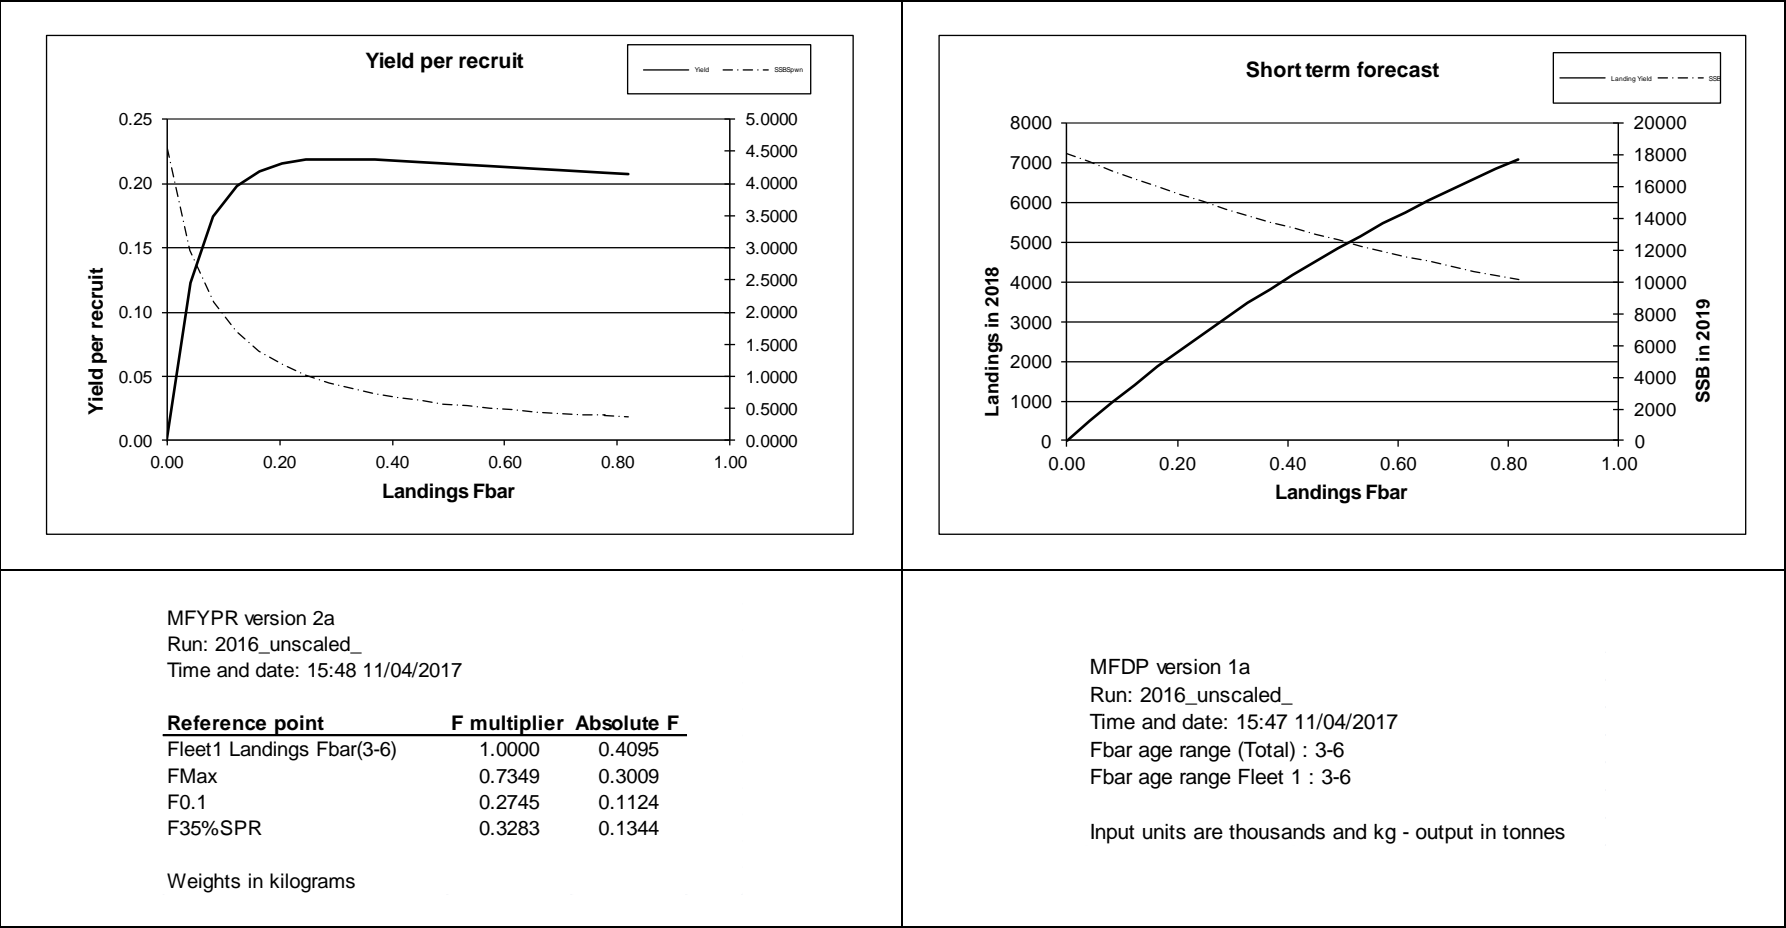 Yield per recruit
Yield SSBSpwn
0.25 5.0000
4.5000
0.20 4.0000
3.5000
0.15 3.0000
2.5000
0.10 2.0000
1.5000
0.05 1.0000
0.5000
0.00 0.0000
0.00 0.20 0.40 0.60 0.80 1.00
Yield per recruit
Landings Fbar
Short term forecast
Landing Yield SSB
8000 20000
7000 18000
16000
6000
14000
5000
12000
4000 10000
3000 8000
6000
2000
4000
1000
2000
0 0
0.00 0.20 0.40 0.60 0.80 1.00
Landings in 2018
SSB in 2019
Landings Fbar
MFYPR version 2a
Run: 2016_unscaled_
Time and date: 15:48 11/04/2017
Reference point F multiplier Absolute F
Fleet1 Landings Fbar(3-6) 1.0000 0.4095
FMax 0.7349 0.3009
F0.1 0.2745 0.1124
F35%SPR 0.3283 0.1344
Weights in kilograms
MFDP version 1a
Run: 2016_unscaled_
Time and date: 15:47 11/04/2017
Fbar age range (Total) : 3-6
Fbar age range Fleet 1 : 3-6
Input units are thousands and kg - output in tonnes